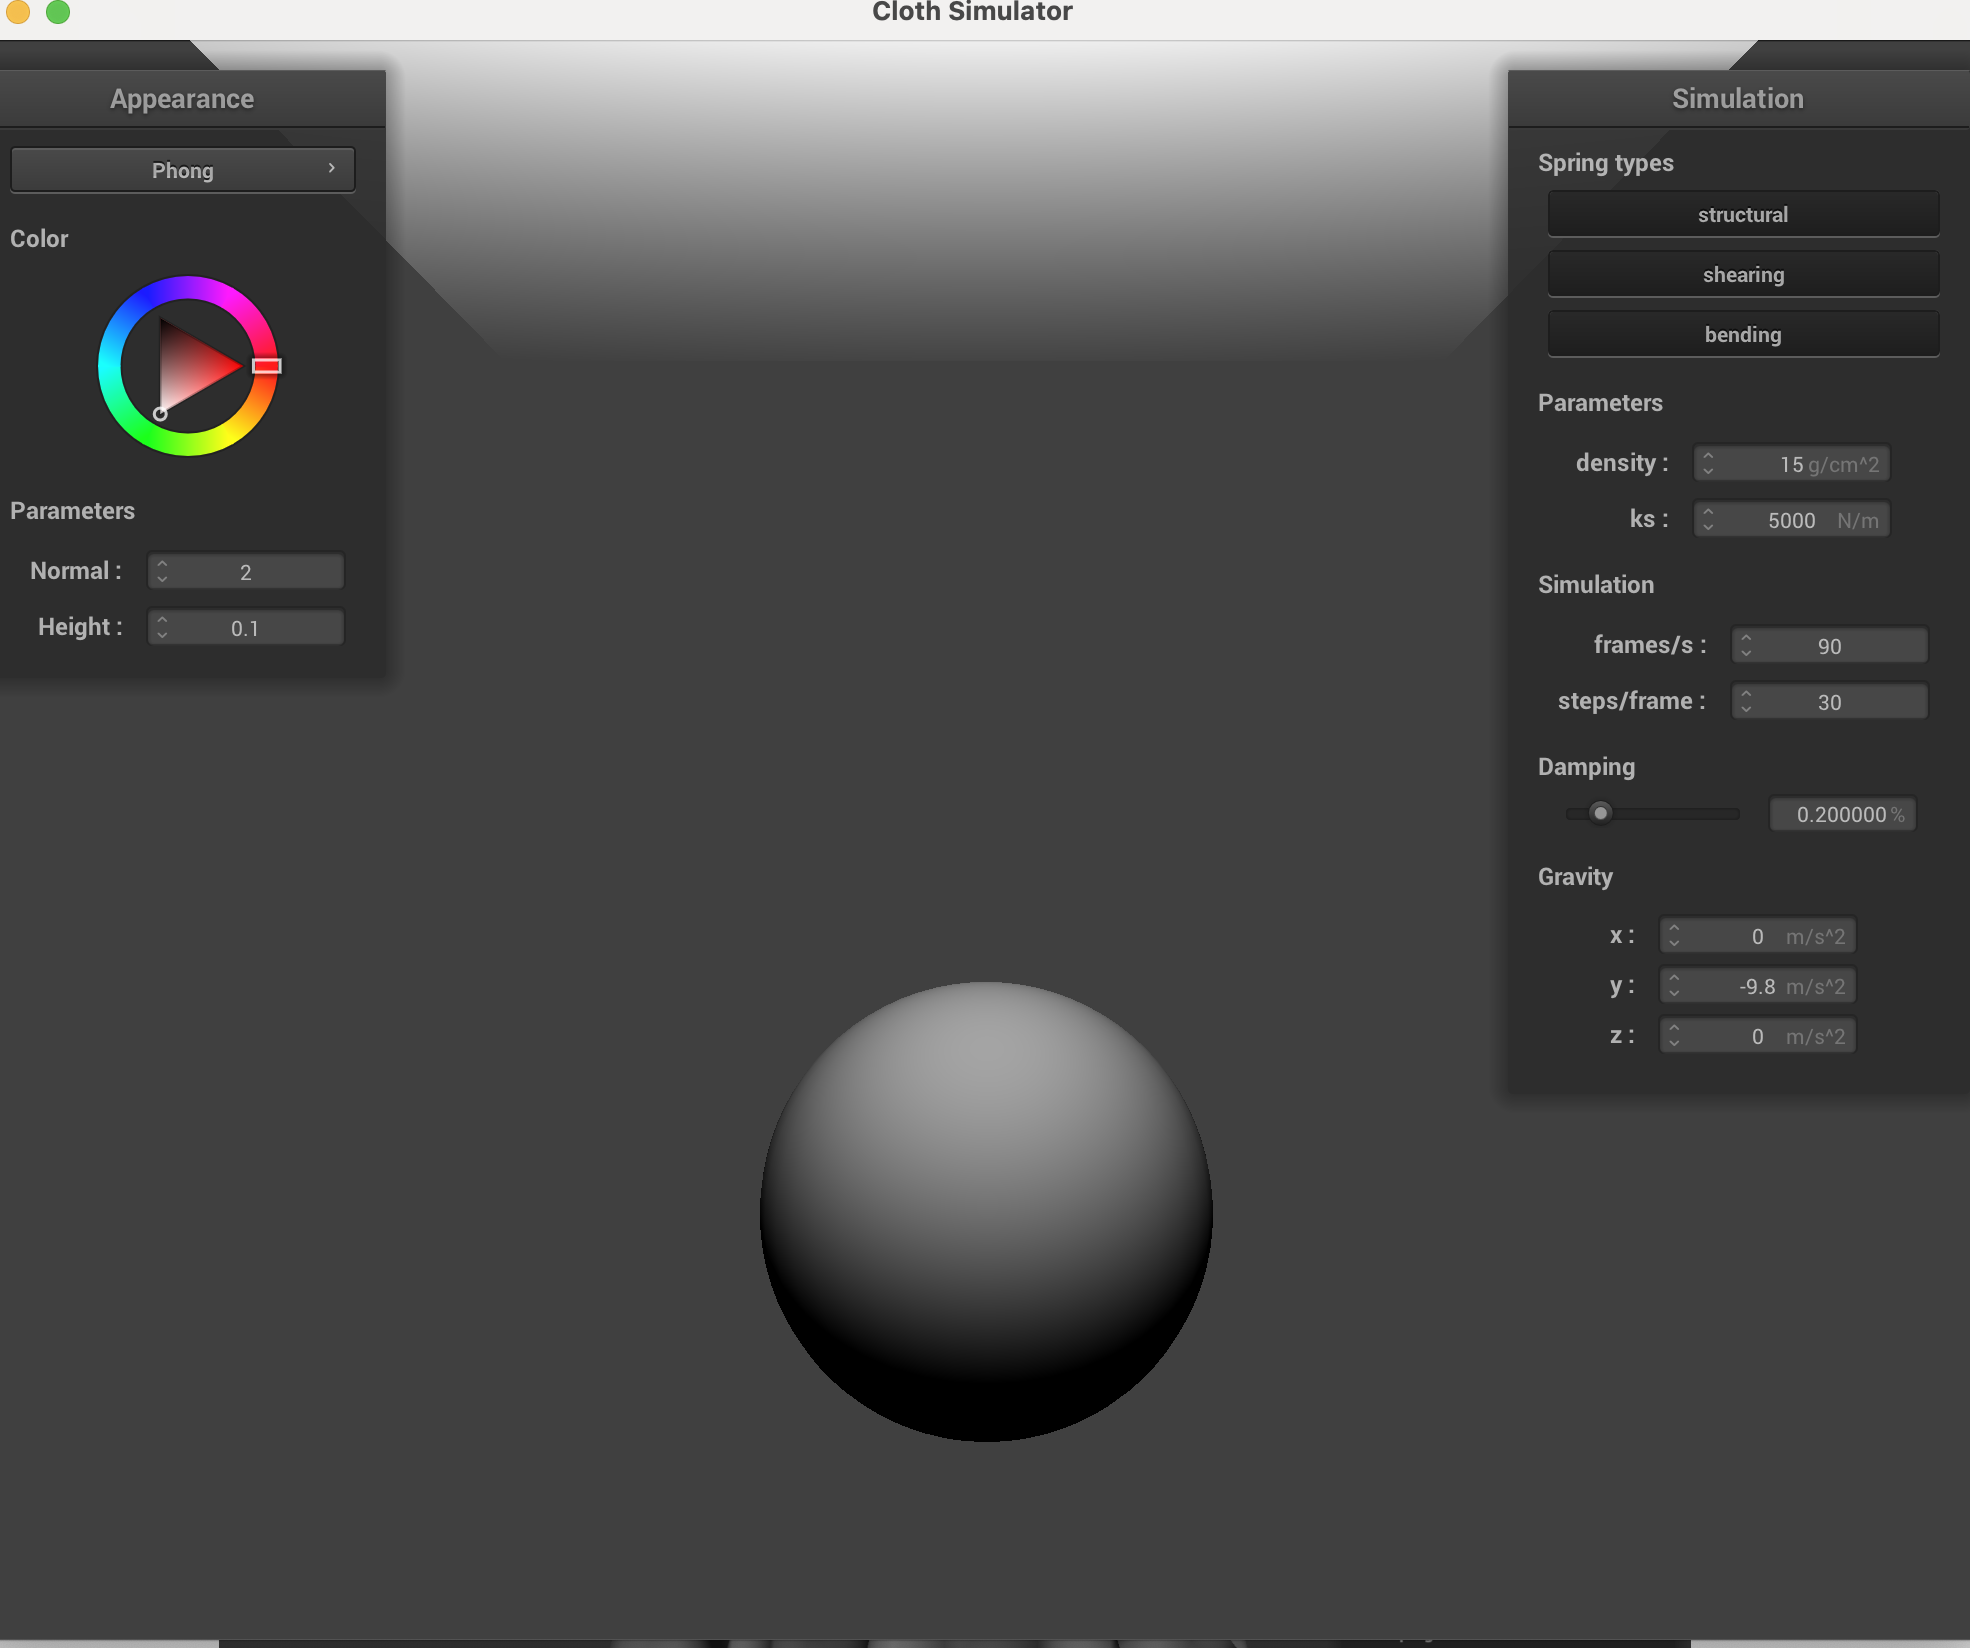 Cloth Simulator
Appearance
Phong
Color
Parameters
Normal : 2
Height : 0.1
Simulation
Spring types
structural
shearing
bending
Parameters
density : 15 g/cm^2
ks : 5000 N/m
Simulation
frames/s : 90
steps/frame : 30
Damping
0.200000 %
Gravity
x : 0 m/s^2
y : -9.8 m/s^2
z : 0 m/s^2